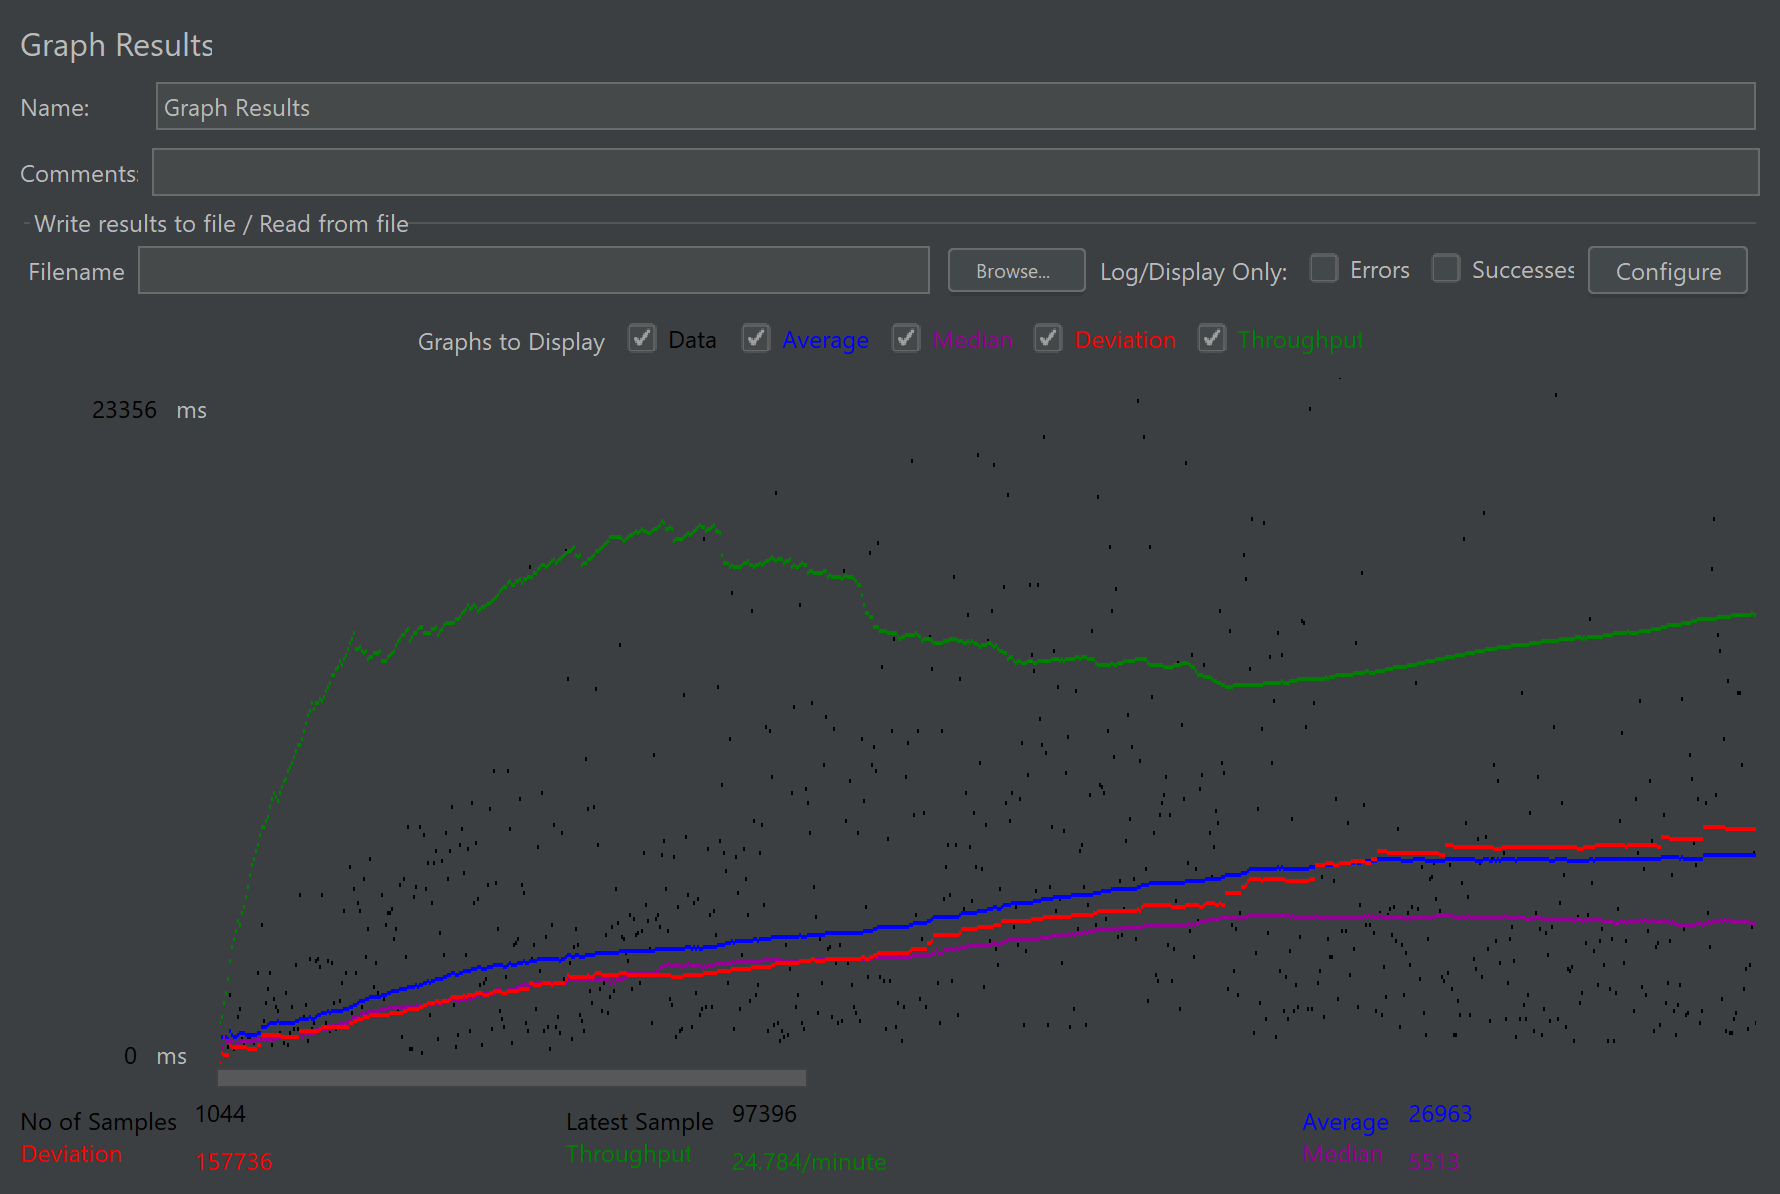 Graph Results
Name: Graph Results
Comments:
Write results to file / Read from file
Filename Browse... Log/Display Only: Errors Successes Configure
Graphs to Display Data Average Median Deviation Throughput
23356 ms
0 ms
No of Samples 1044 Latest Sample 97396 Average 26963
Deviation 157736 Throughput 24.784/minute Median 5513